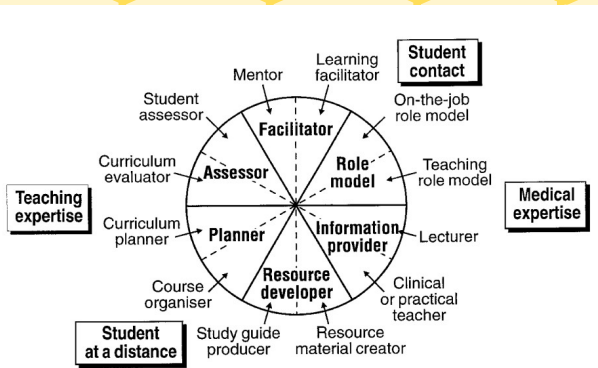 Student
contact
Learning
facilitator
Mentor
Student
assessor
On-the-job
role model
Facilitator
Curriculum
evaluator
Assessor
Role
model
Teaching
role model
Teaching
expertise
Medical
expertise
Curriculum
planner
Planner
Information
provider
Lecturer
Course
organiser
Resource
developer
Clinical
or practical
teacher
Student
at a distance
Study guide
producer
Resource
material creator